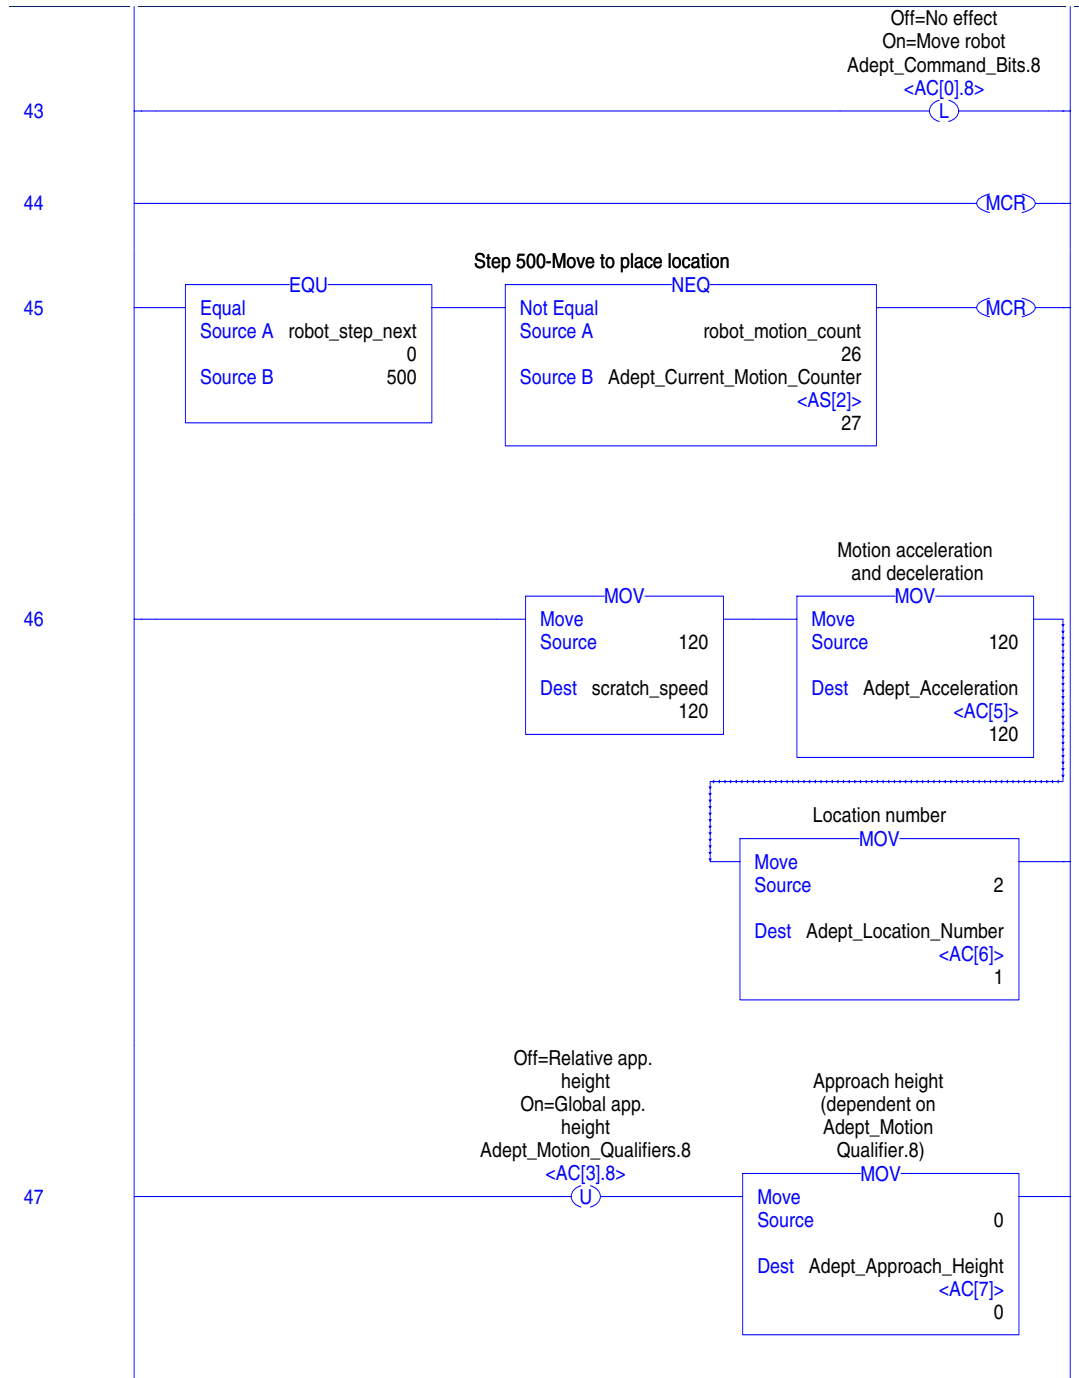 Off=No effect
On=Move robot
Adept_Command_Bits.8
<AC[0].8>
43
L
44
MCR
Step 500-Move to place location
EQU
NEQ
45
Equal
Source A robot_step_next
0
Source B 500
Not Equal
Source A robot_motion_count
26
Source B Adept_Current_Motion_Counter
<AS[2]>
27
MCR
Motion acceleration
and deceleration
46
MOV
Move
Source 120
Dest scratch_speed
120
MOV
Move
Source 120
Dest Adept_Acceleration
<AC[5]>
120
Location number
MOV
Move
Source 2
Dest Adept_Location_Number
<AC[6]>
1
Off=Relative app.
height
On=Global app.
height
Adept_Motion_Qualifiers.8
<AC[3].8>
47
U
Approach height
(dependent on
Adept_Motion
Qualifier.8)
MOV
Move
Source 0
Dest Adept_Approach_Height
<AC[7]>
0